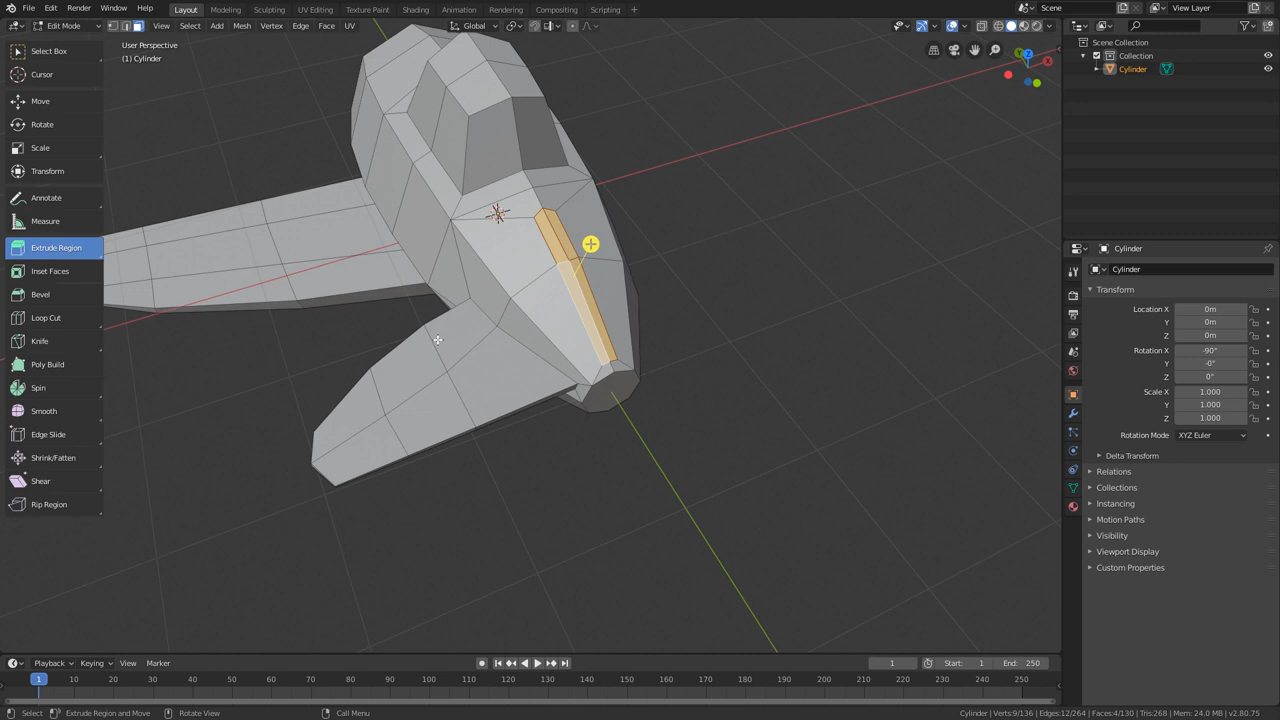 File Edit Render Window Help Layout Modeling Sculpting UV Editing Texture Paint Shading Animation Rendering Compositing Scripting + Scene View Layer
Edit Mode View Select Add Mesh Vertex Edge Face UV Global
User Perspective
(1) Cylinder
Select Box
Cursor
Move
Rotate
Scale
Transform
Annotate
Measure
Extrude Region
Inset Faces
Bevel
Loop Cut
Knife
Poly Build
Spin
Smooth
Edge Slide
Shrink/Fatten
Shear
Rip Region
Y Z X
Scene Collection
Collection
Cylinder
Cylinder
Cylinder
Transform
Location X 0m
Y 0m
Z 0m
Rotation X -90°
Y -0°
Z 0°
Scale X 1.000
Y 1.000
Z 1.000
Rotation Mode XYZ Euler
Delta Transform
Relations
Collections
Instancing
Motion Paths
Visibility
Viewport Display
Custom Properties
Playback Keying View Marker 1 Start: 1 End: 250
1 10 20 30 40 50 60 70 80 90 100 110 120 130 140 150 160 170 180 190 200 210 220 230 240 250
Select Extrude Region and Move Rotate View Call Menu Cylinder | Verts:9/136 | Edges:12/264 | Faces:4/130 | Tris:268 | Mem: 24.0 MB | v2.80.75